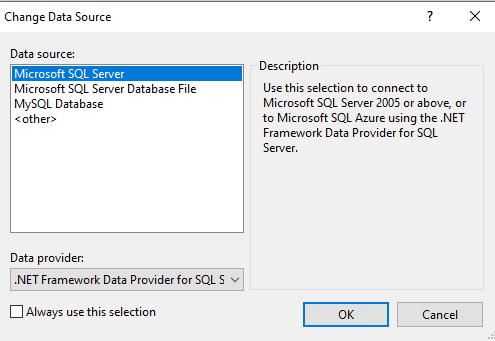 Change Data Source
?
Data source:
Microsoft SQL Server
Microsoft SQL Server Database File
MySQL Database
<other>
Description
Use this selection to connect to
Microsoft SQL Server 2005 or above, or
to Microsoft SQL Azure using the .NET
Framework Data Provider for SQL
Server.
Data provider:
.NET Framework Data Provider for SQL S
Always use this selection
OK
Cancel